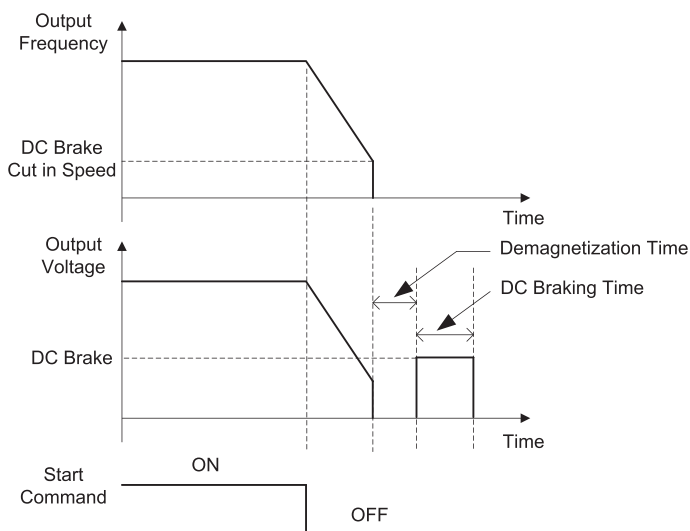 Output
Frequency
DC Brake
Cut in Speed
Time
Output
Voltage
Demagnetization Time
DC Braking Time
DC Brake
Time
Start
Command
ON
OFF